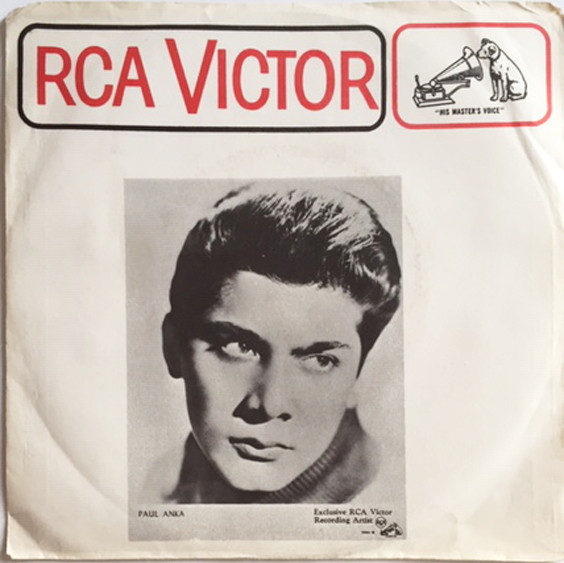 RCA VICTOR
"HIS MASTER'S VOICE"
PAUL ANKA
Exclusive RCA Victor
Recording Artist